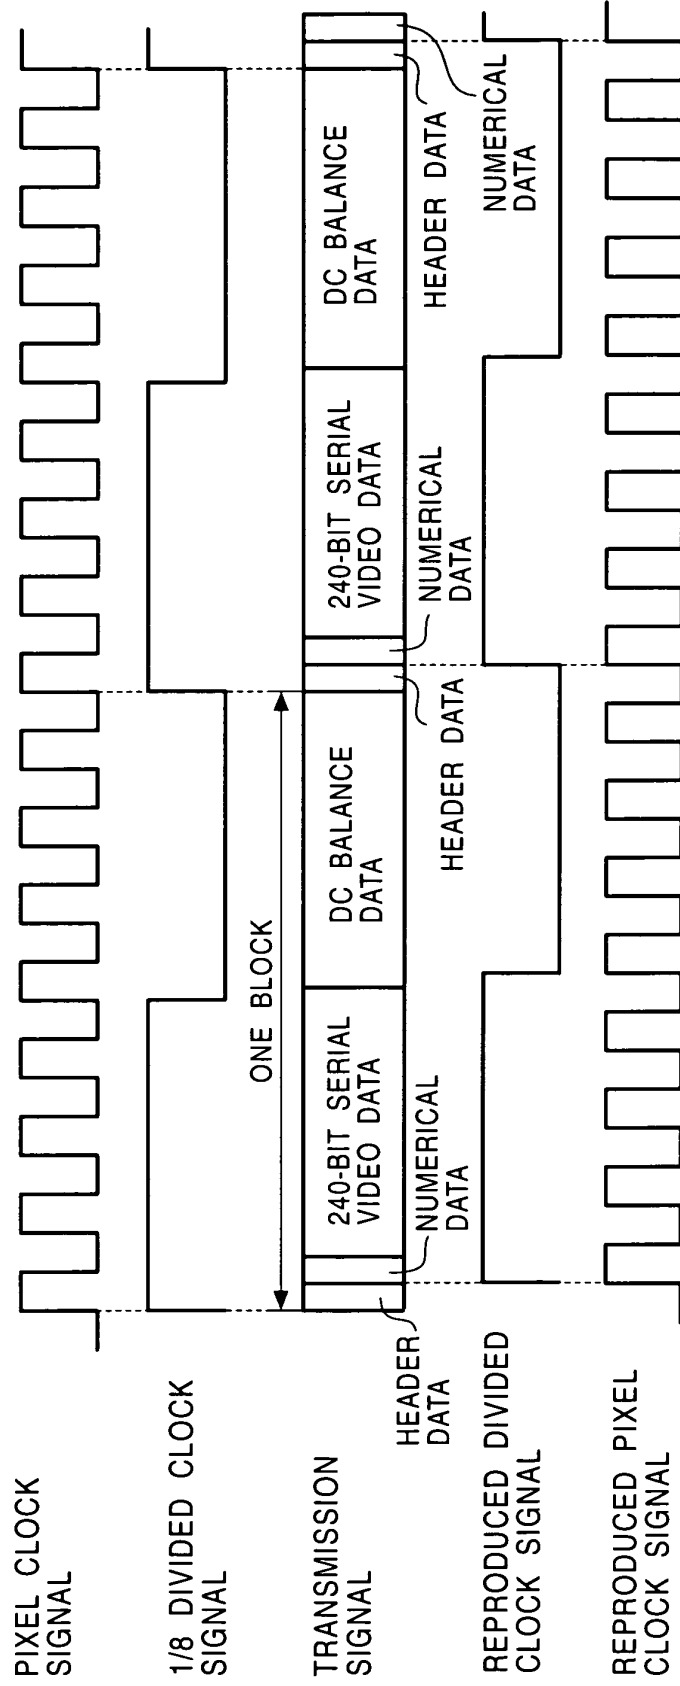 PIXEL CLOCK
SIGNAL
1/8 DIVIDED CLOCK
SIGNAL
ONE BLOCK
TRANSMISSION
SIGNAL
240-BIT SERIAL
VIDEO DATA
DC BALANCE
DATA
240-BIT SERIAL
VIDEO DATA
DC BALANCE
DATA
HEADER
DATA
NUMERICAL
DATA
HEADER DATA
NUMERICAL
DATA
HEADER DATA
NUMERICAL
DATA
REPRODUCED DIVIDED
CLOCK SIGNAL
REPRODUCED PIXEL
CLOCK SIGNAL